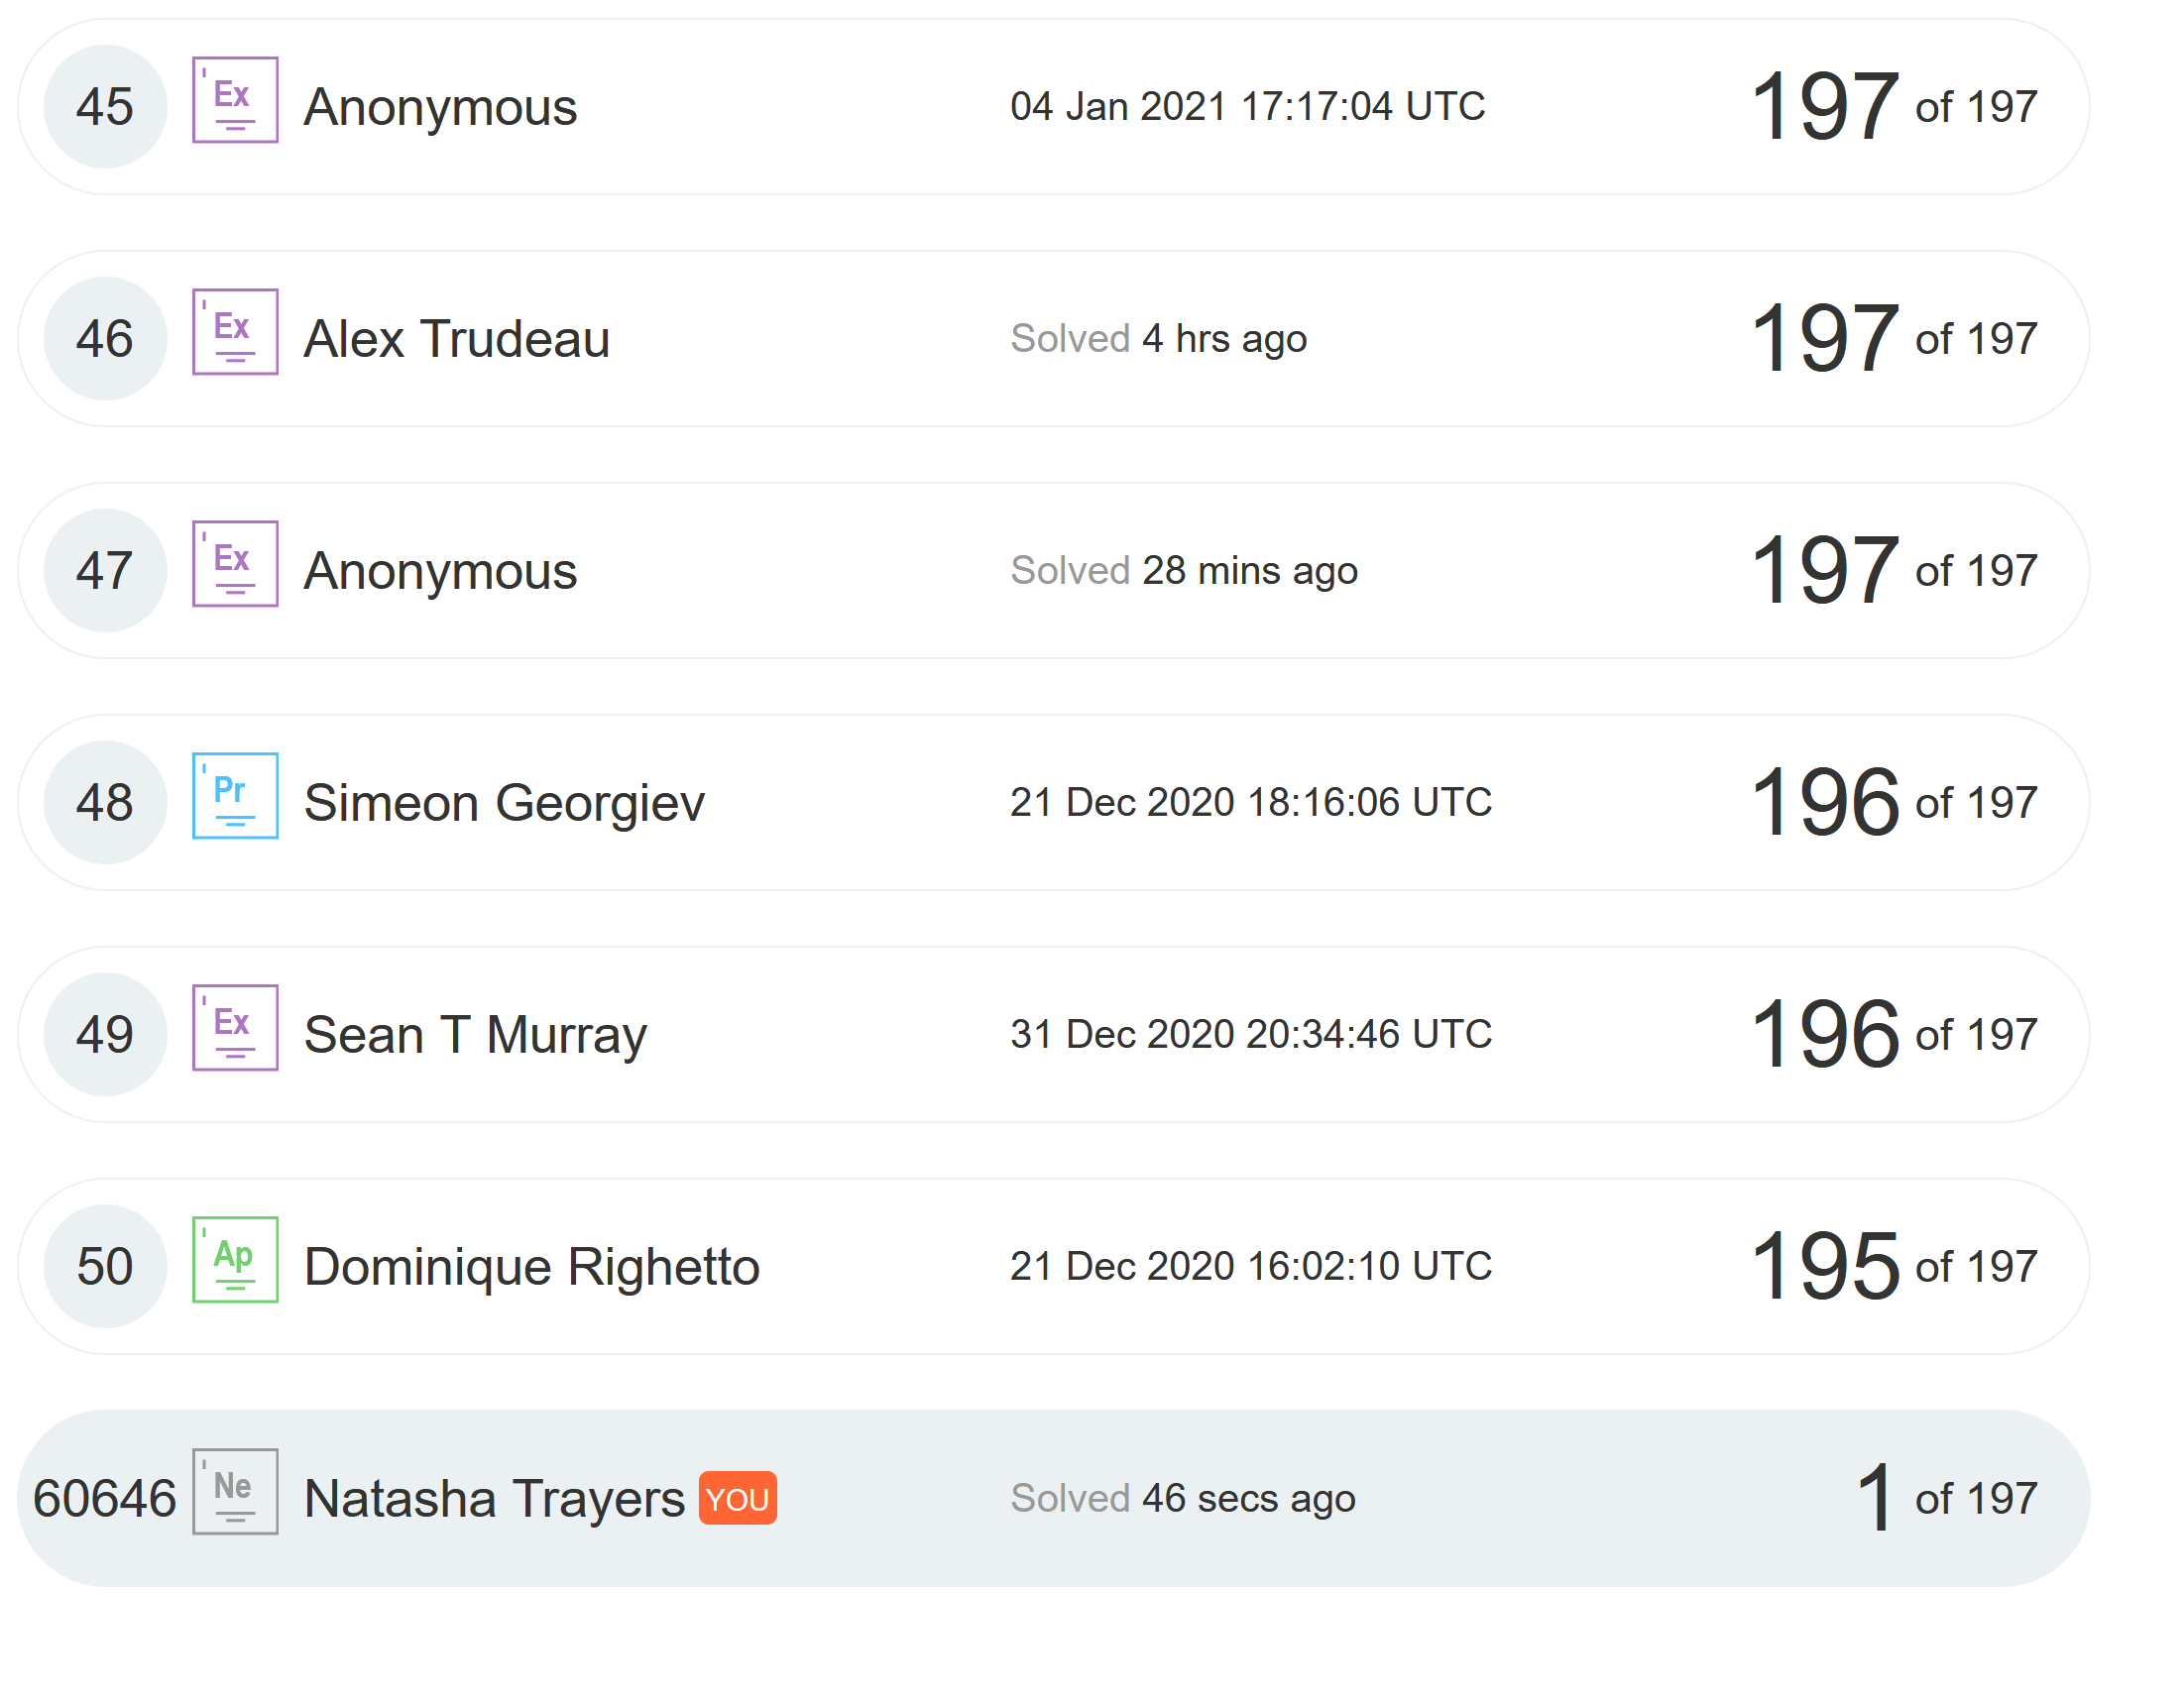 45 Ex Anonymous 04 Jan 2021 17:17:04 UTC 197 of 197
46 Ex Alex Trudeau Solved 4 hrs ago 197 of 197
47 Ex Anonymous Solved 28 mins ago 197 of 197
48 Pr Simeon Georgiev 21 Dec 2020 18:16:06 UTC 196 of 197
49 Ex Sean T Murray 31 Dec 2020 20:34:46 UTC 196 of 197
50 Ap Dominique Righetto 21 Dec 2020 16:02:10 UTC 195 of 197
60646 Ne Natasha Trayers YOU Solved 46 secs ago 1 of 197